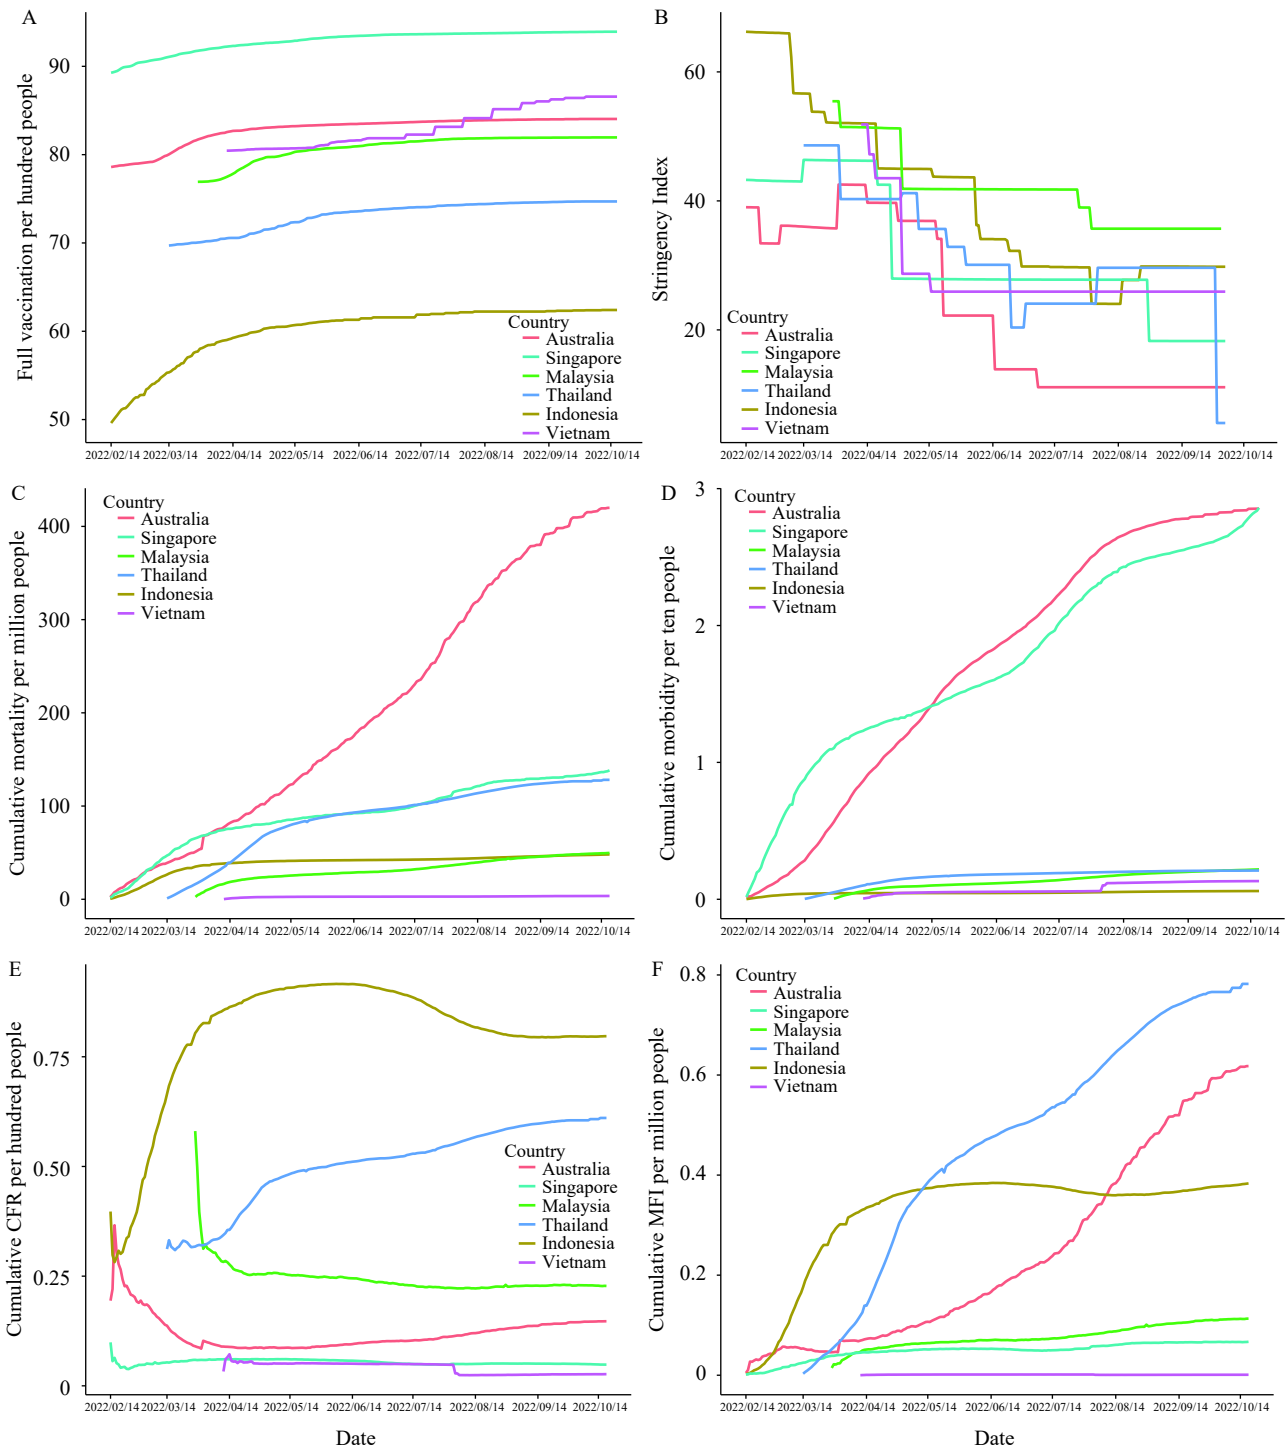 A
Full vaccination per hundred people
90
80
70
60
50
Country
Australia
Singapore
Malaysia
Thailand
Indonesia
Vietnam
2022/02/14 2022/03/14 2022/04/14 2022/05/14 2022/06/14 2022/07/14 2022/08/14 2022/09/14 2022/10/14
B
Stringency Index
60
40
20
Country
Australia
Singapore
Malaysia
Thailand
Indonesia
Vietnam
2022/02/14 2022/03/14 2022/04/14 2022/05/14 2022/06/14 2022/07/14 2022/08/14 2022/09/14 2022/10/14
C
Cumulative mortality per million people
400
300
200
100
0
Country
Australia
Singapore
Malaysia
Thailand
Indonesia
Vietnam
2022/02/14 2022/03/14 2022/04/14 2022/05/14 2022/06/14 2022/07/14 2022/08/14 2022/09/14 2022/10/14
D
Cumulative morbidity per ten people
3
2
1
0
Country
Australia
Singapore
Malaysia
Thailand
Indonesia
Vietnam
2022/02/14 2022/03/14 2022/04/14 2022/05/14 2022/06/14 2022/07/14 2022/08/14 2022/09/14 2022/10/14
E
Cumulative CFR per hundred people
0.75
0.50
0.25
0
Country
Australia
Singapore
Malaysia
Thailand
Indonesia
Vietnam
2022/02/14 2022/03/14 2022/04/14 2022/05/14 2022/06/14 2022/07/14 2022/08/14 2022/09/14 2022/10/14
Date
F
Cumulative MFI per million people
0.8
0.6
0.4
0.2
0
Country
Australia
Singapore
Malaysia
Thailand
Indonesia
Vietnam
2022/02/14 2022/03/14 2022/04/14 2022/05/14 2022/06/14 2022/07/14 2022/08/14 2022/09/14 2022/10/14
Date